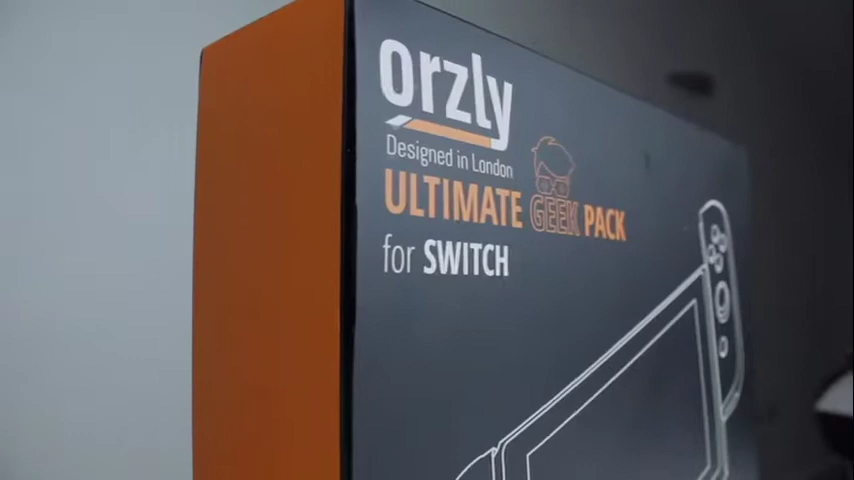 orzly
Designed in London
ULTIMATE GEEK PACK
for SWITCH